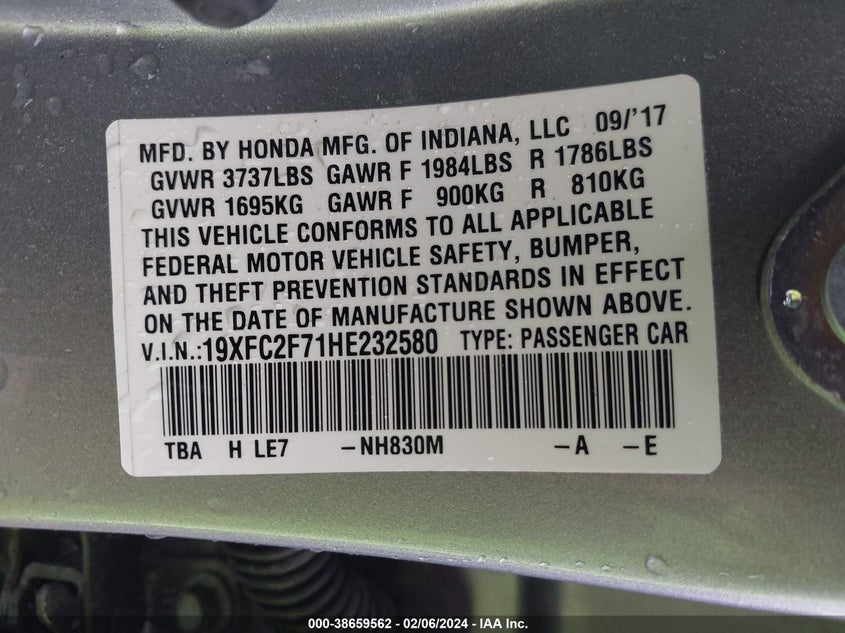 MFD. BY HONDA MFG. OF INDIANA, LLC 09/'17
GVWR 3737LBS GAWR F 1984LBS R 1786LBS
GVWR 1695KG GAWR F 900KG R 810KG
THIS VEHICLE CONFORMS TO ALL APPLICABLE
FEDERAL MOTOR VEHICLE SAFETY, BUMPER,
AND THEFT PREVENTION STANDARDS IN EFFECT
ON THE DATE OF MANUFACTURE SHOWN ABOVE.
V.I.N.:19XFC2F71HE232580 TYPE: PASSENGER CAR
TBA H LE7 -NH830M -A -E
000-38659562 - 02/06/2024 - IAA Inc.